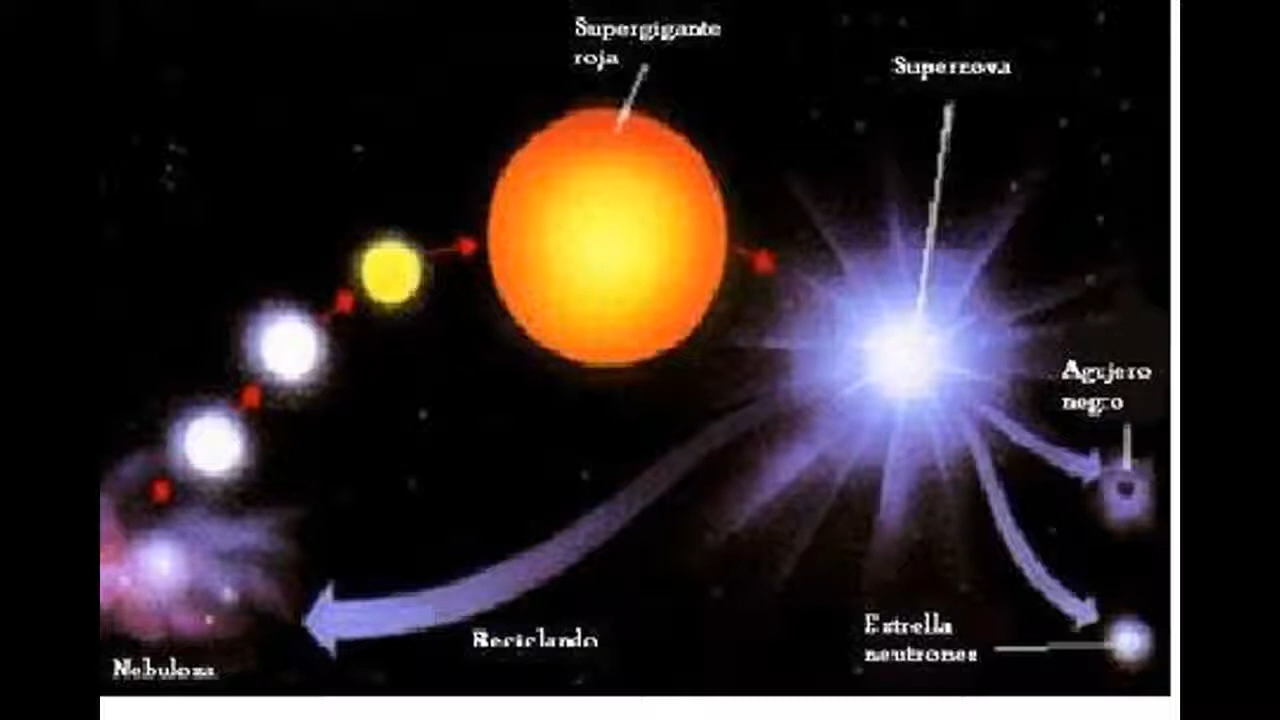 Supergigante
roja
Supernova
Agujero
negro
Estrella
neutrones
Reciclando
Nebulosa